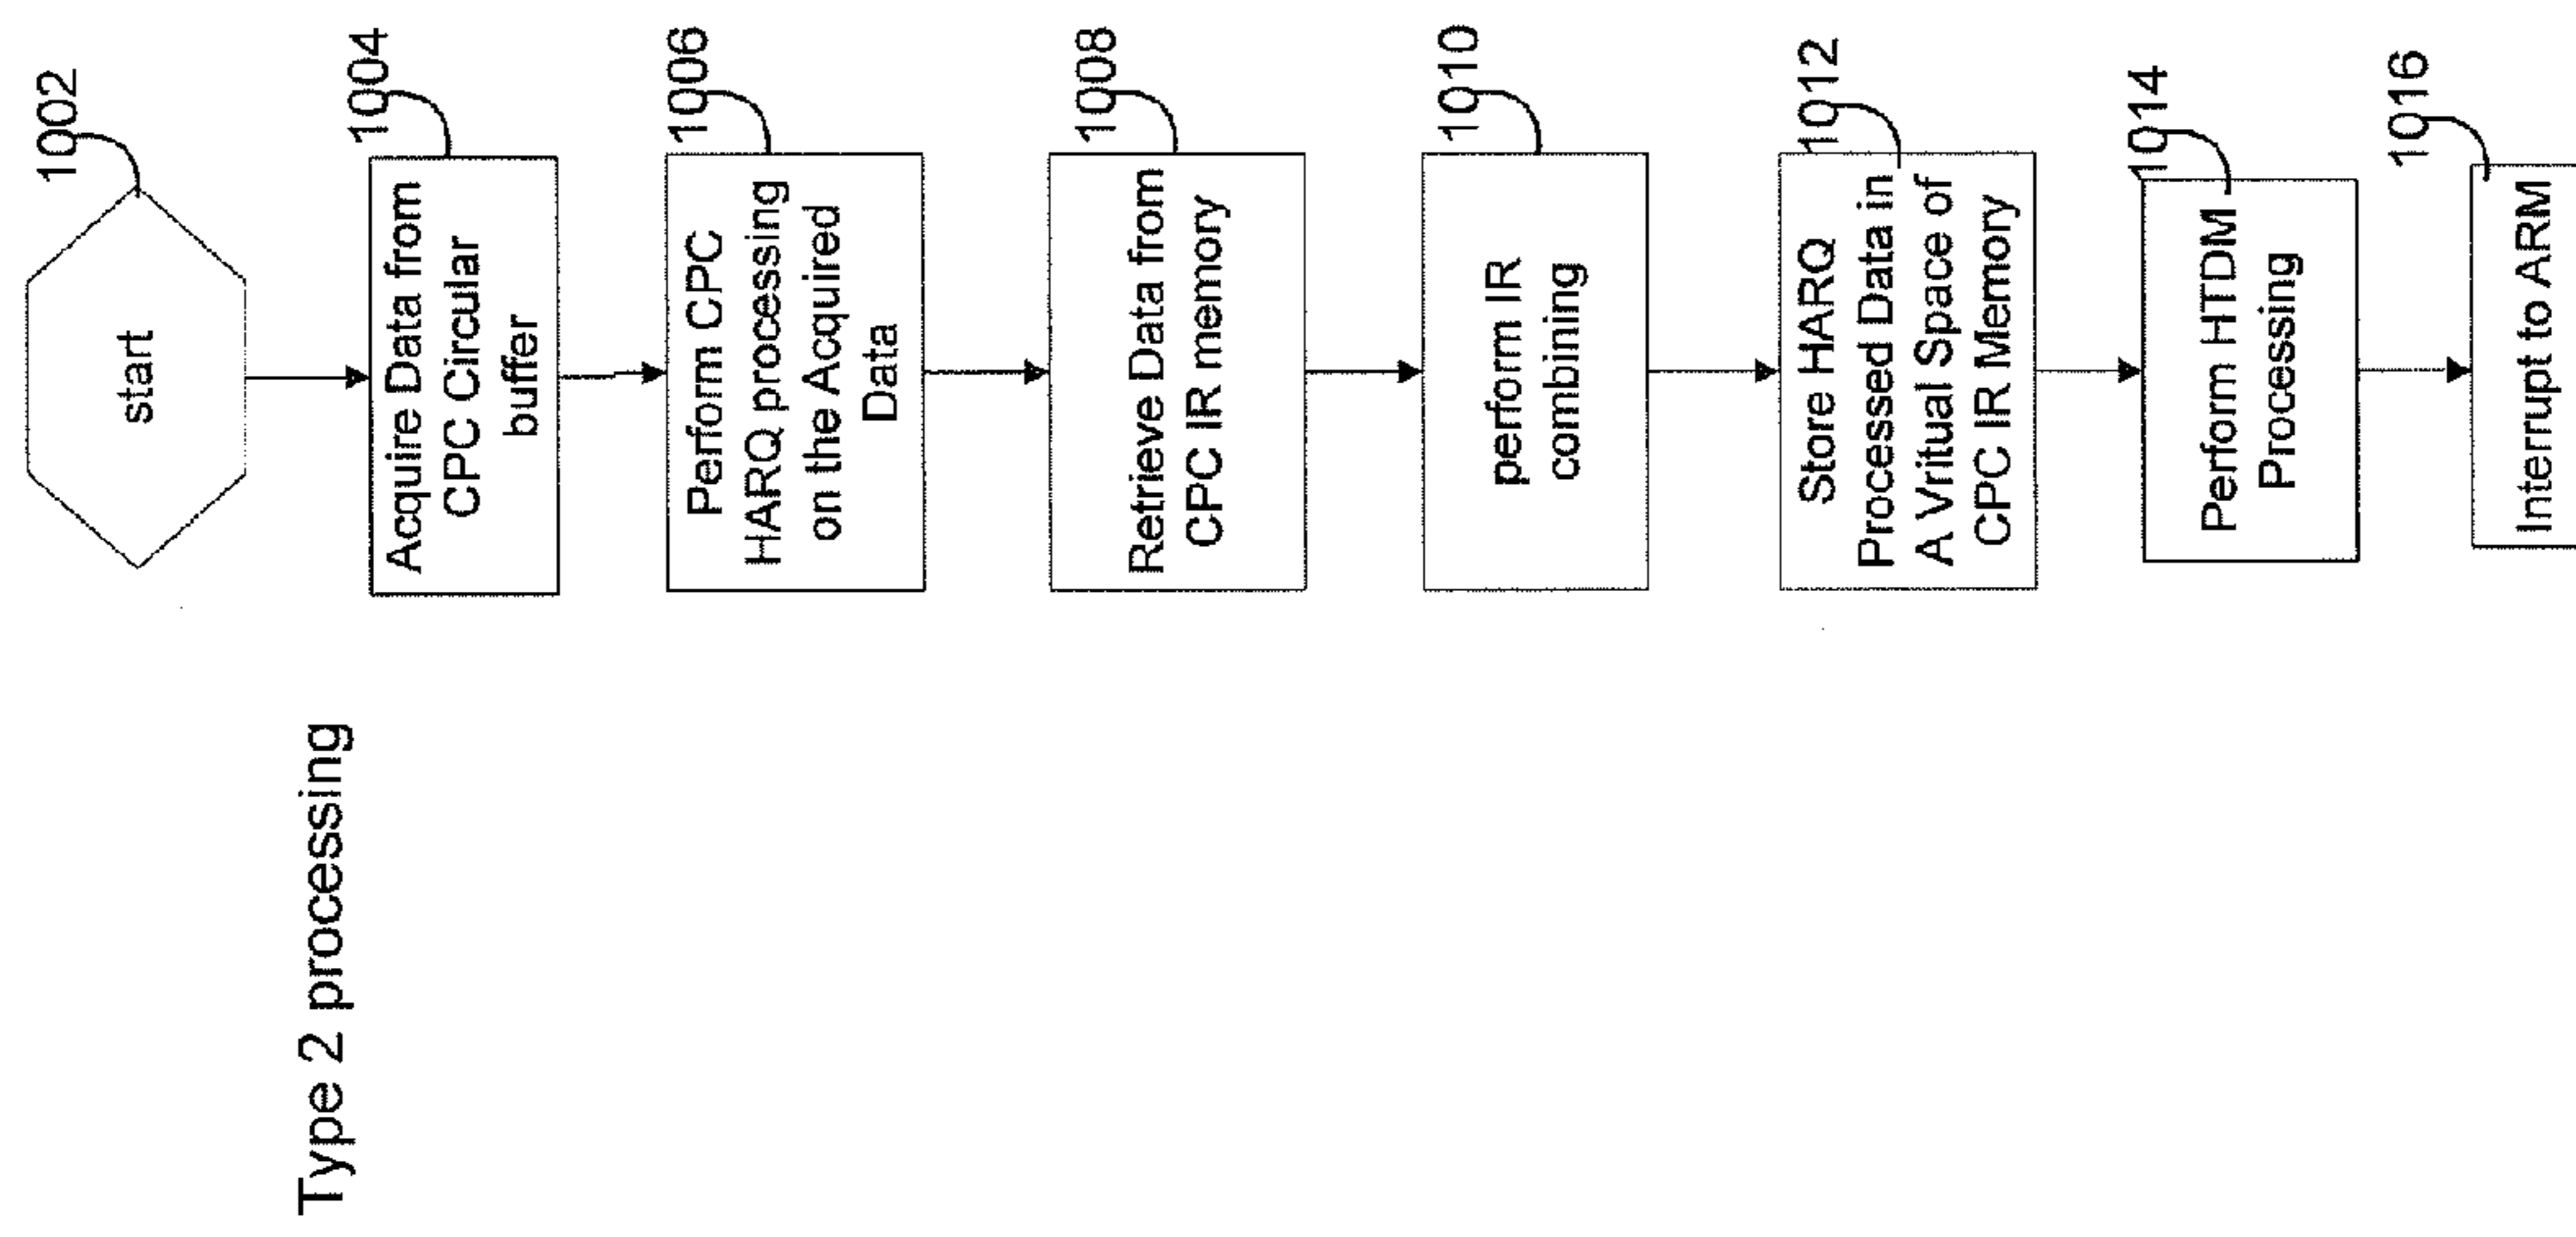 Type 2 processing
1002
start
1004
Acquire Data from
CPC Circular
buffer
1006
Perform CPC
HARQ processing
on the Acquired
Data
1008
Retrieve Data from
CPC IR memory
1010
perform IR
combining
1012
Store HARQ
Processed Data in
A Vritual Space of
CPC IR Memory
1014
Perform HTDM
Processing
1016
Interrupt to ARM